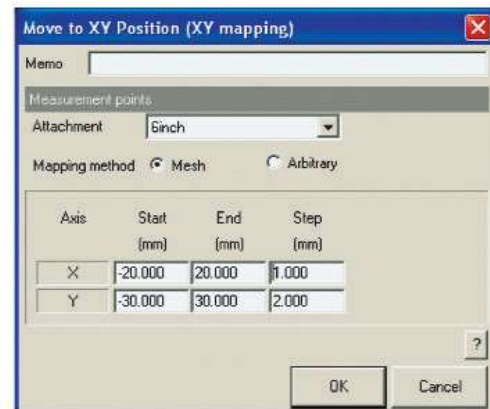 Move to XY Position (XY mapping)
Memo
Measurement points
Attachment 6inch
Mapping method Mesh Arbitrary
Axis Start End Step
(mm) (mm) (mm)
X -20.000 20.000 1.000
Y -30.000 30.000 2.000
?
OK Cancel